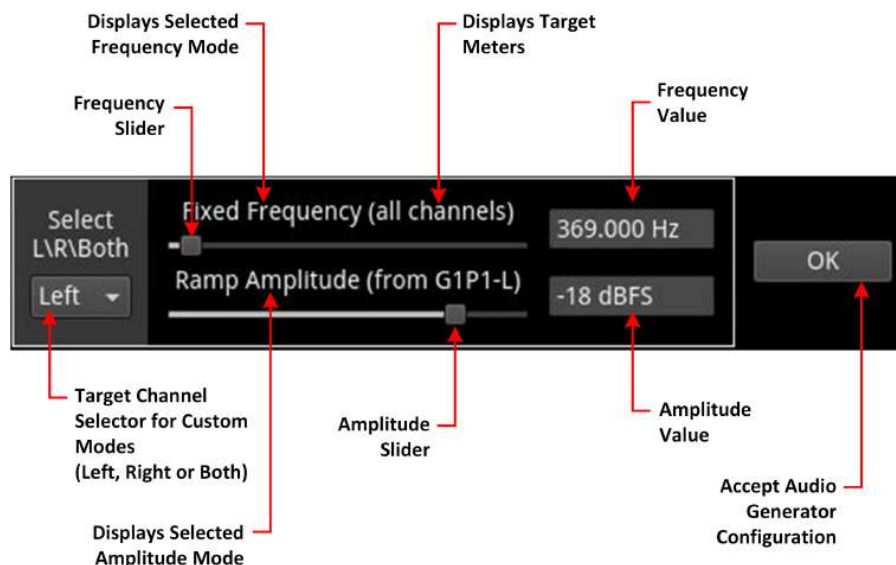 Displays Selected
Frequency Mode
Displays Target
Meters
Frequency
Slider
Frequency
Value
Select
L\R\Both
Left
Fixed Frequency (all channels)
369.000 Hz
Ramp Amplitude (from G1P1-L)
-18 dBFS
OK
Target Channel
Selector for Custom
Modes
(Left, Right or Both)
Amplitude
Slider
Amplitude
Value
Displays Selected
Amplitude Mode
Accept Audio
Generator
Configuration